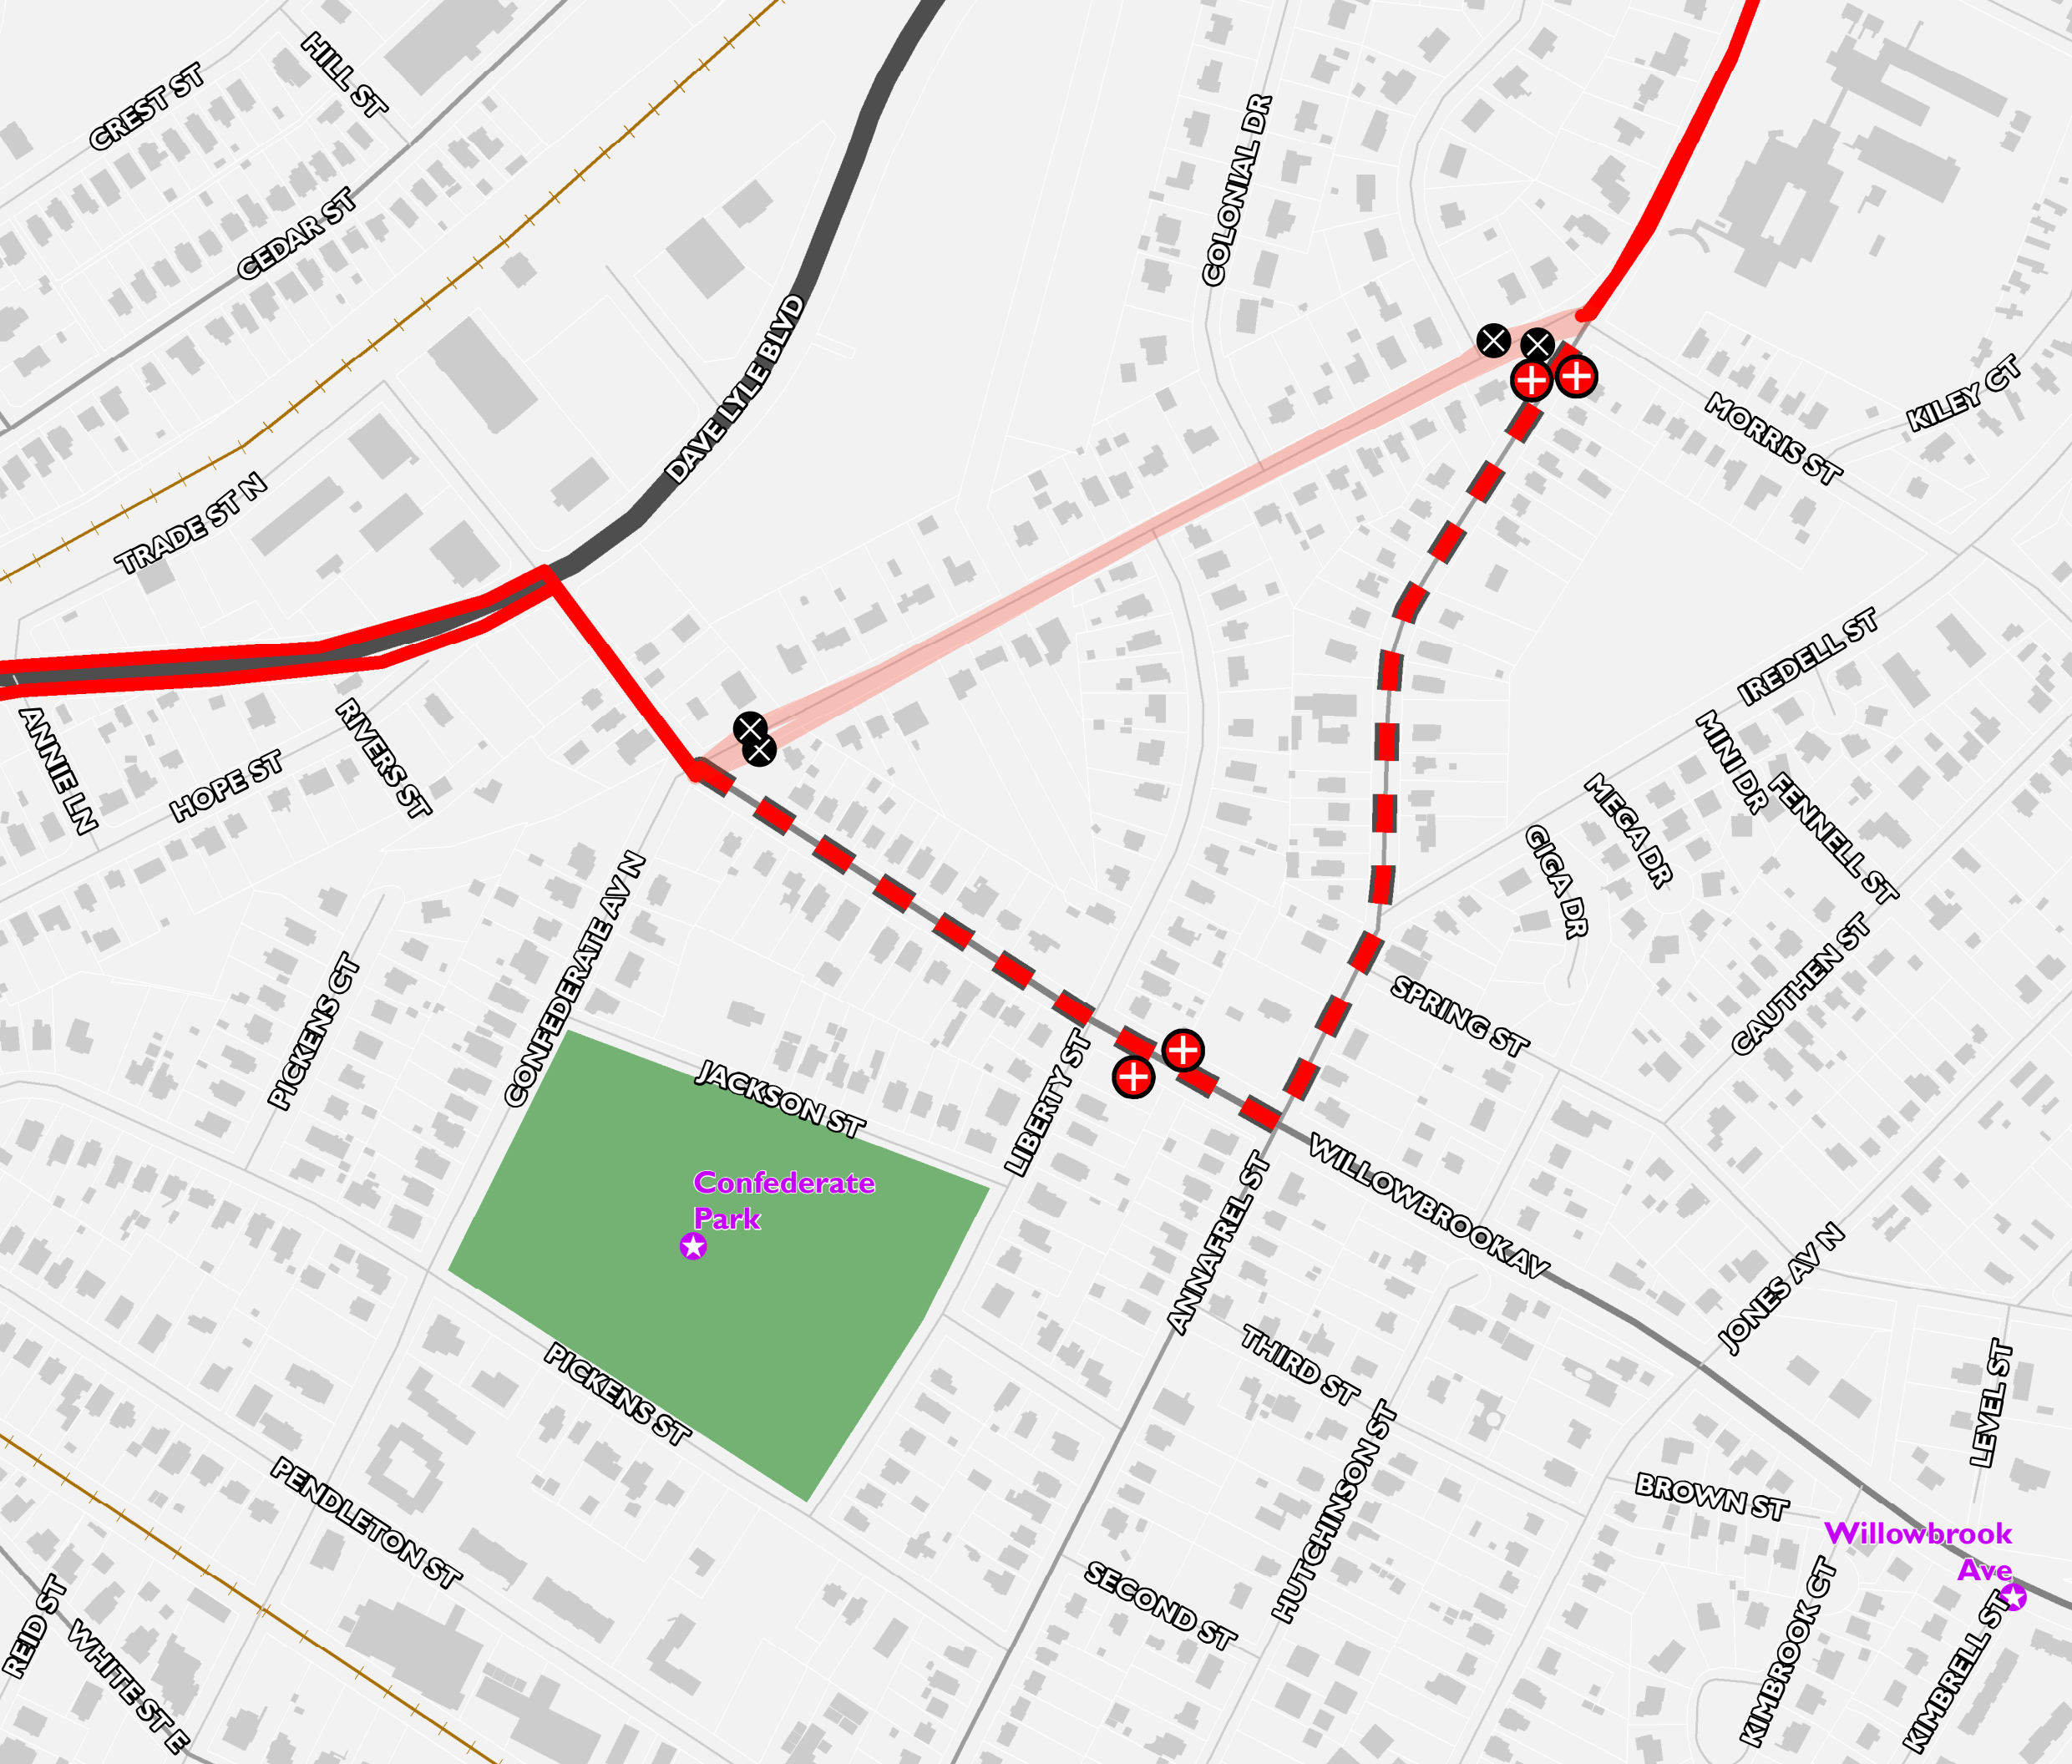 HILL ST
CREST ST
COLONIAL DR
CEDAR ST
DAVE LYLE BLVD
KILEY CT
MORRIS ST
TRADE ST N
IREDELL ST
ANNIE LN
RIVERS ST
HOPE ST
MINI DR
MEGA DR
FENNELL ST
GIGA DR
CONFEDERATE AV N
PICKENS CT
CAUTHEN ST
SPRING ST
JACKSON ST
LIBERTY ST
WILLOWBROOK AV
ANNAFREL ST
Confederate
Park
JONES AV N
THIRD ST
PICKENS ST
LEVEL ST
HUTCHINSON ST
PENDLETON ST
BROWN ST
Willowbrook
Ave
SECOND ST
KIMBROOK CT
KIMBRELL ST
REID ST
WHITE ST E